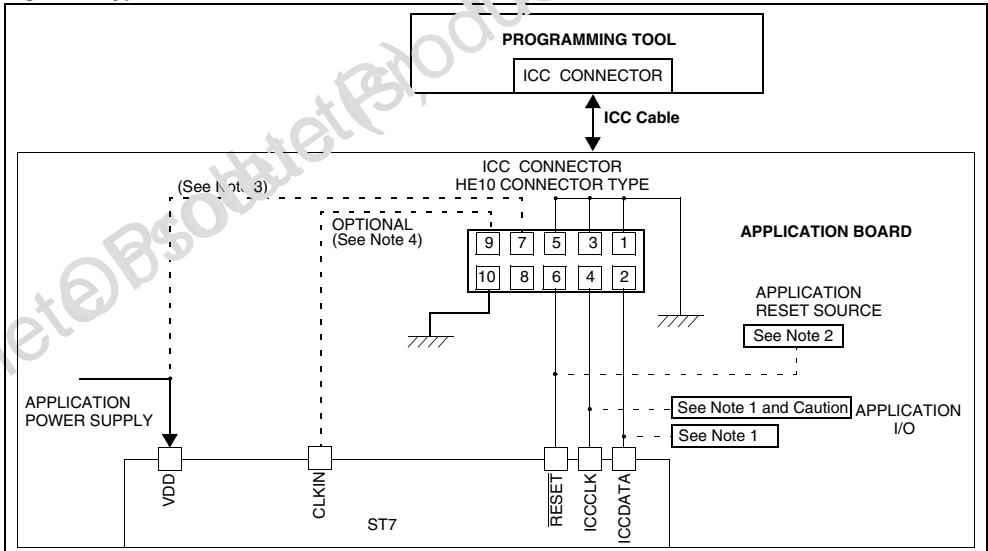 PROGRAMMING TOOL
ICC CONNECTOR
ICC Cable
ICC CONNECTOR
HE10 CONNECTOR TYPE
(See Note 3)
OPTIONAL
(See Note 4)
9 7 5 3 1
10 8 6 4 2
APPLICATION BOARD
APPLICATION
RESET SOURCE
See Note 2
APPLICATION
POWER SUPPLY
See Note 1 and Caution
APPLICATION
I/O
See Note 1
VDD
CLKIN
RESET
ICCCLK
ICCDATA
ST7